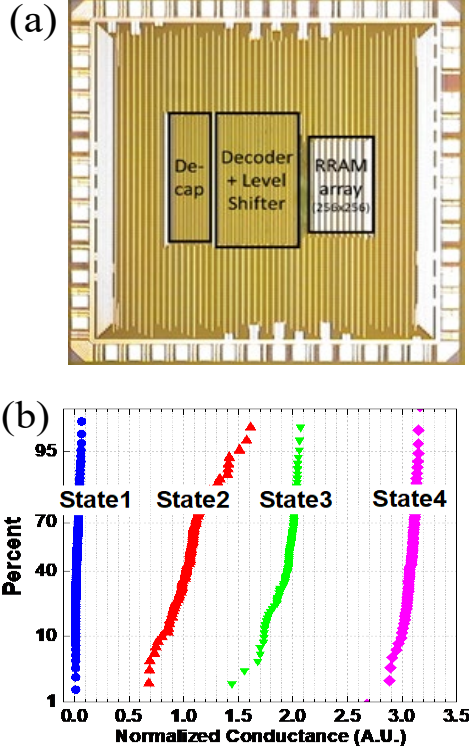 (a)
De-
cap
Decoder
+ Level
Shifter
RRAM
array
(256x256)
(b)
95
State1 State2 State3 State4
70
Percent
40
10
1
0.0 0.5 1.0 1.5 2.0 2.5 3.0 3.5
Normalized Conductance (A.U.)